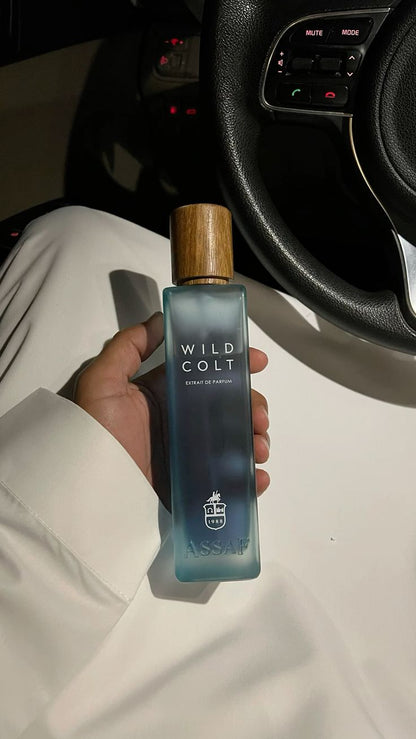 MUTE MODE
WILD
COLT
EXTRAIT DE PARFUM
1988
ASSAF